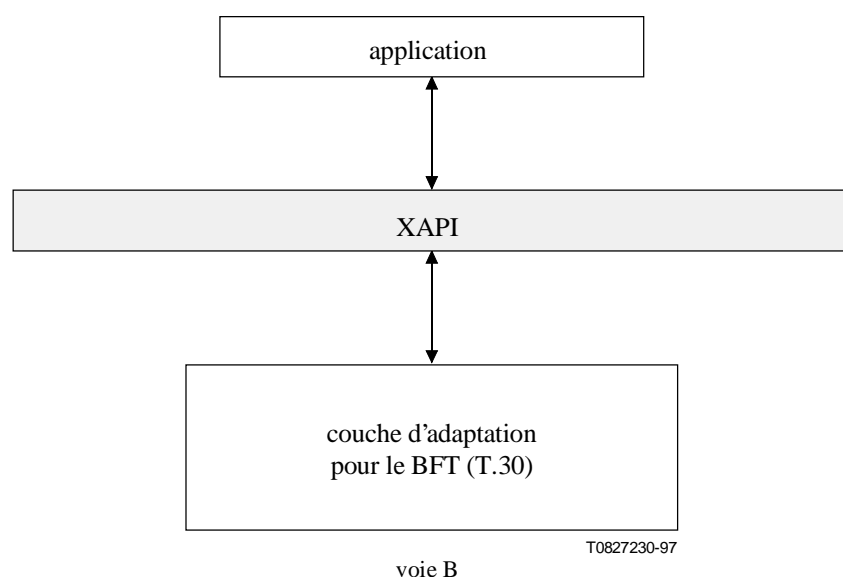 application
XAPI
couche d'adaptation
pour le BFT (T.30)
T0827230-97
voie B